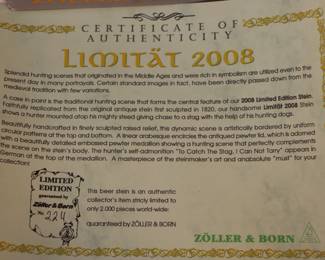 CERTIFICATE OF
AUTHENTICITY
LIMITÄT 2008
Splendid hunting scenes that originated in the Middle Ages and were rich in symbolism are utilized even to the
present day in many portrayals. Certain standard images in fact, have been directly passed down from the
medieval tradition with few variations.
A case in point is the traditional hunting scene that forms the central feature of our 2008 Limited Edition Stein.
Faithfully replicated from the original antique stein first sculpted in 1820, our handsome Limität 2008 Stein
shows a hunter mounted atop his mighty steed giving chase to a stag with the help of his hunting dogs.
Beautifully handcrafted in finely sculpted raised relief, this dynamic scene is artistically bordered by uniform
circular patterns at the top and bottom. A linear arabesque encircles the antiqued pewter lid, which is adorned
with a beautifully detailed embossed pewter medallion showing a hunting scene that perfectly complements
the scene on the stein's body. The hunter's self-admonition "To Catch The Stag, I Can Not Tarry" appears in
German at the top of the medallion. A masterpiece of the steinmaker's art and an absolute "must" for your
collection!
LIMITED
EDITION
guaranteed by
Zöller & Born
No. 224
This beer stein is an authentic
collector's item strictly limited to
only 2.000 pieces world-wide:
guaranteed by ZÖLLER & BORN
ZÖLLER & BORN